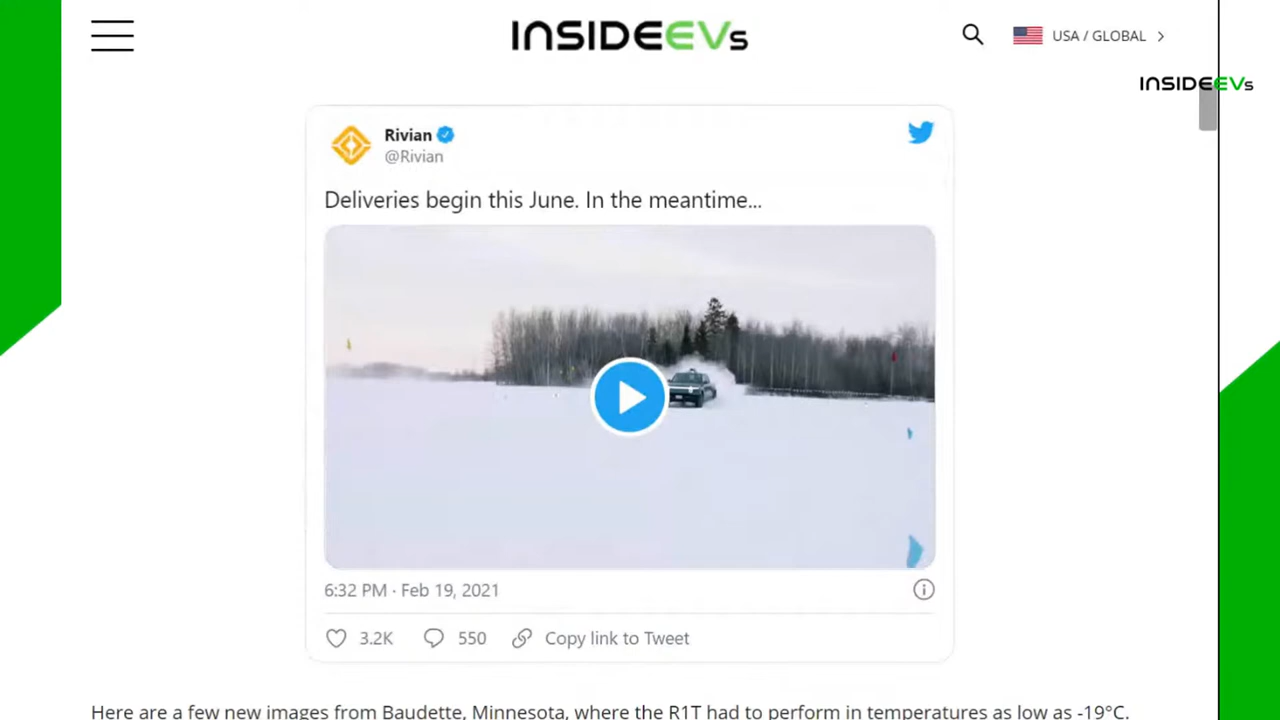 INSIDEEVs
USA / GLOBAL
INSIDEEVs
Rivian
@Rivian
Deliveries begin this June. In the meantime...
6:32 PM · Feb 19, 2021
3.2K 550 Copy link to Tweet
Here are a few new images from Baudette, Minnesota, where the R1T had to perform in temperatures as low as -19°C.